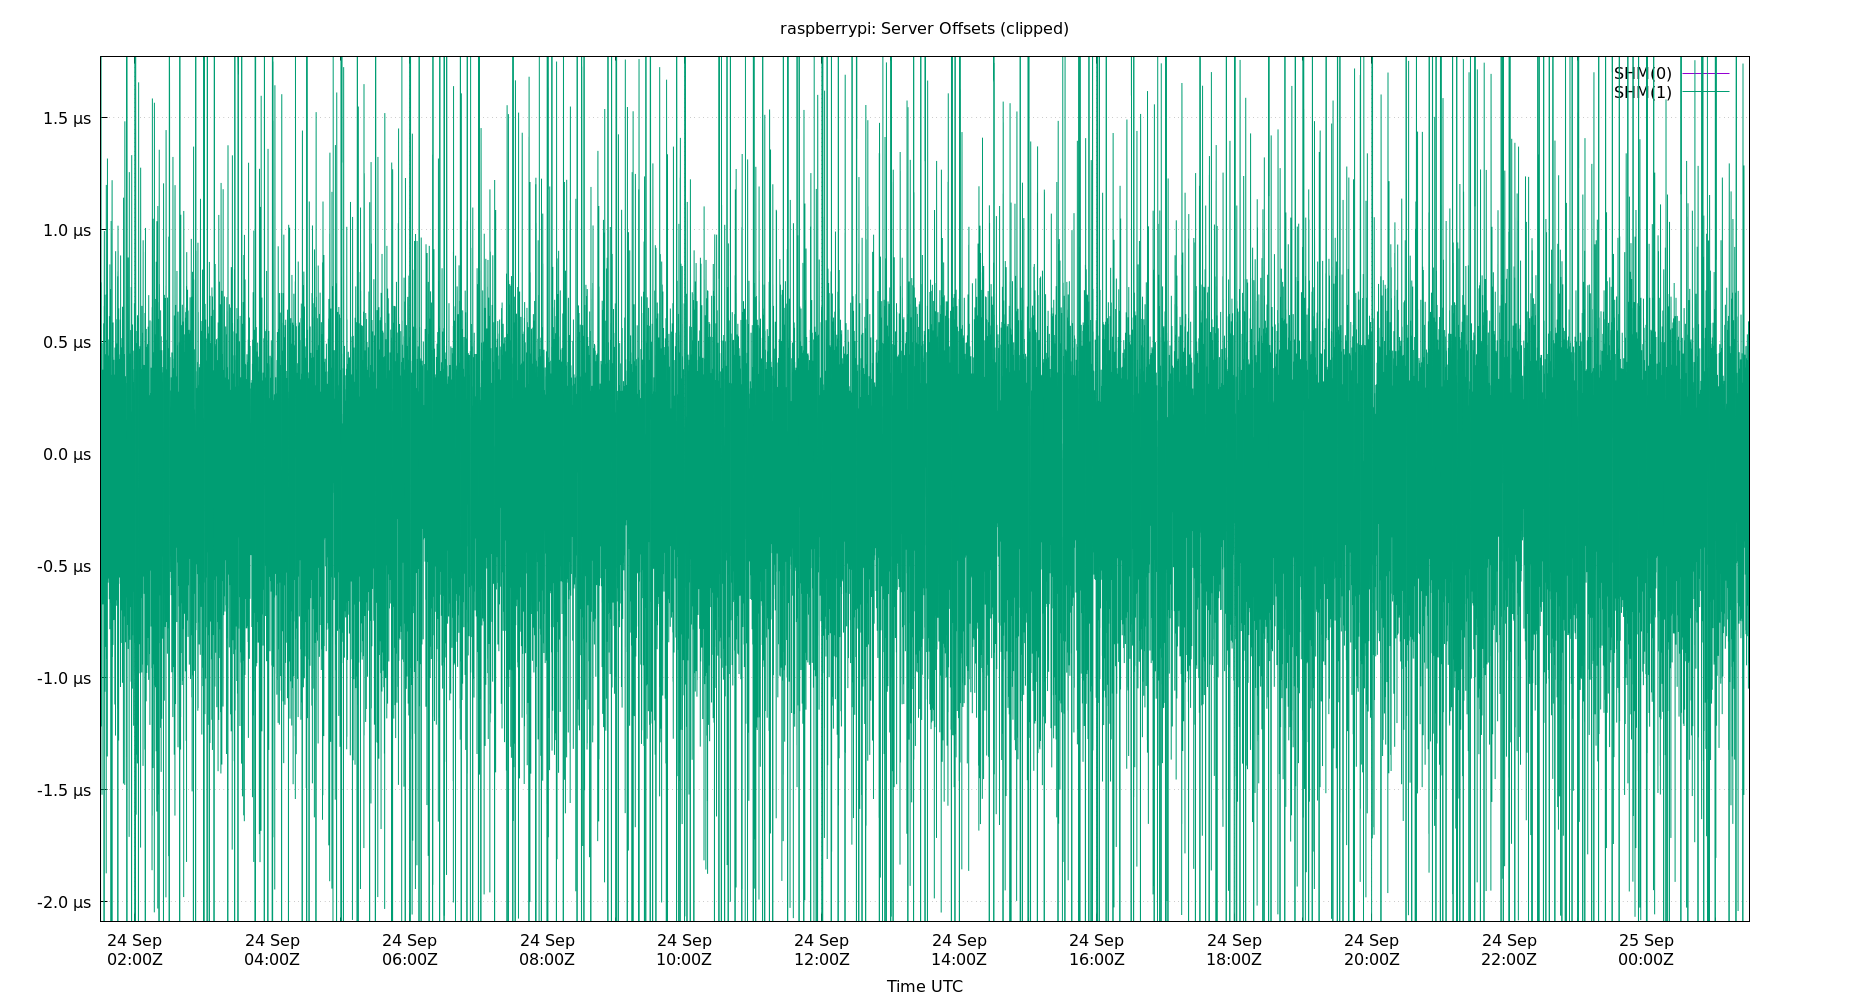 raspberrypi: Server Offsets (clipped)
SHM(0)
SHM(1)
1.5 µs
1.0 µs
0.5 µs
0.0 µs
-0.5 µs
-1.0 µs
-1.5 µs
-2.0 µs
24 Sep 24 Sep 24 Sep 24 Sep 24 Sep 24 Sep 24 Sep 24 Sep 24 Sep 24 Sep 24 Sep 25 Sep
02:00Z 04:00Z 06:00Z 08:00Z 10:00Z 12:00Z 14:00Z 16:00Z 18:00Z 20:00Z 22:00Z 00:00Z
Time UTC